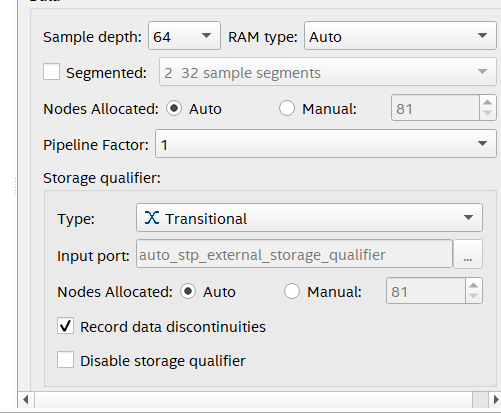 Sample depth: 64 RAM type: Auto
Segmented: 2 32 sample segments
Nodes Allocated: Auto Manual: 81
Pipeline Factor: 1
Storage qualifier:
Type: Transitional
Input port: auto_stp_external_storage_qualifier ...
Nodes Allocated: Auto Manual: 81
Record data discontinuities
Disable storage qualifier